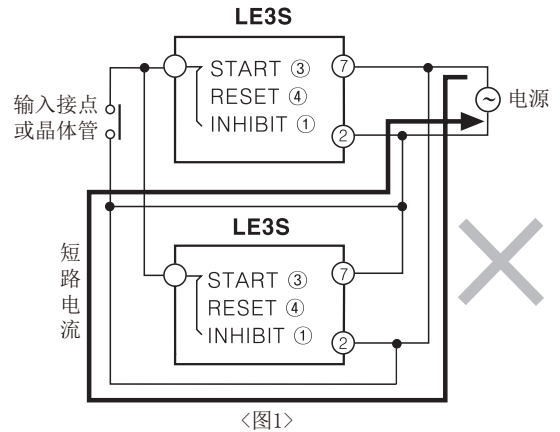 LE3S
START ③
RESET ④
INHIBIT ①
⑦
②
输入接点
或晶体管
电源
LE3S
START ③
RESET ④
INHIBIT ①
⑦
②
短路电流
<图1>